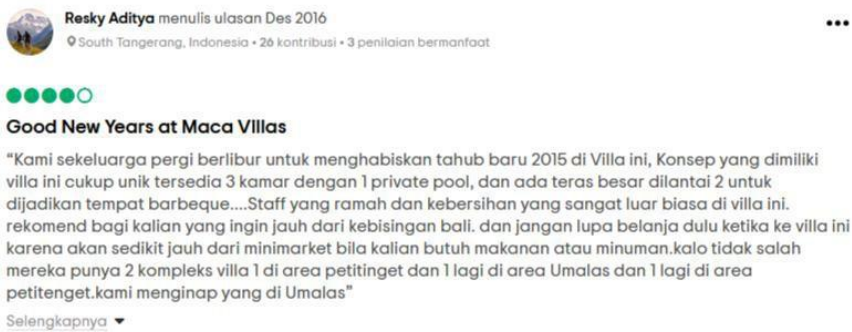 Resky Aditya menulis ulasan Des 2016
South Tangerang, Indonesia • 26 kontribusi • 3 penilaian bermanfaat
Good New Years at Maca VIllas
"Kami sekeluarga pergi berlibur untuk menghabiskan tahub baru 2015 di Villa ini, Konsep yang dimiliki
villa ini cukup unik tersedia 3 kamar dengan 1 private pool, dan ada teras besar dilantai 2 untuk
dijadikan tempat barbeque....Staff yang ramah dan kebersihan yang sangat luar biasa di villa ini.
rekomend bagi kalian yang ingin jauh dari kebisingan bali. dan jangan lupa belanja dulu ketika ke villa ini
karena akan sedikit jauh dari minimarket bila kalian butuh makanan atau minuman.kalo tidak salah
mereka punya 2 kompleks villa 1 di area petitinget dan 1 lagi di area Umalas dan 1 lagi di area
petitenget.kami menginap yang di Umalas"
Selengkapnya